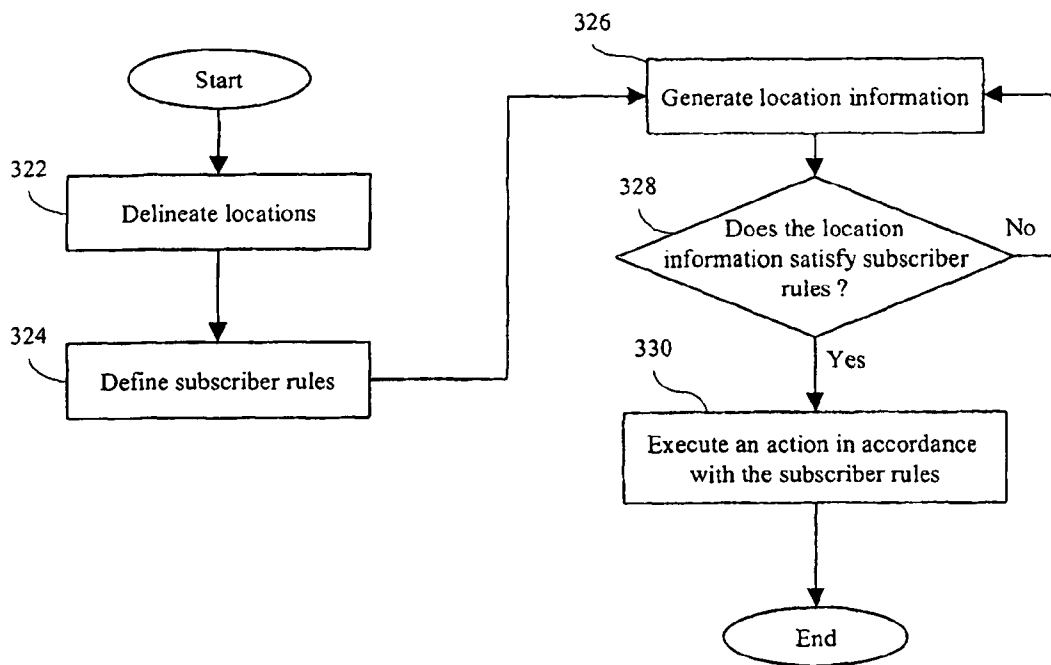 Start
322
Delineate locations
324
Define subscriber rules
326
Generate location information
328
Does the location
information satisfy subscriber
rules ?
No
Yes
330
Execute an action in accordance
with the subscriber rules
End